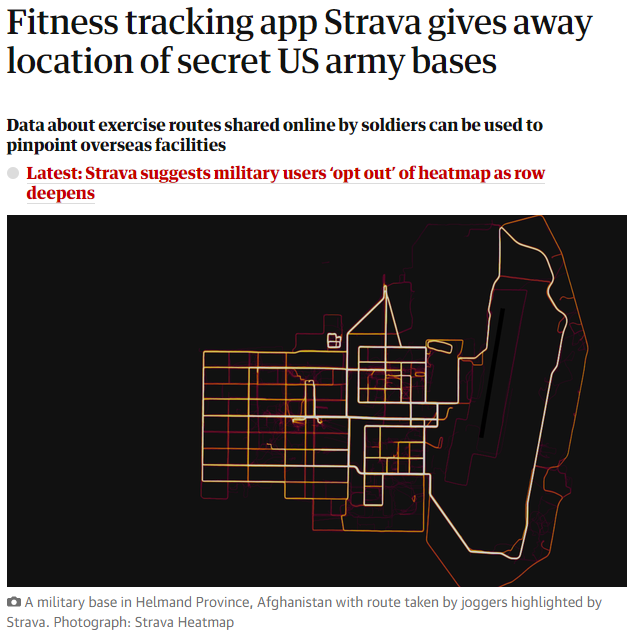 Fitness tracking app Strava gives away
location of secret US army bases
Data about exercise routes shared online by soldiers can be used to
pinpoint overseas facilities
Latest: Strava suggests military users ‘opt out’ of heatmap as row
deepens
A military base in Helmand Province, Afghanistan with route taken by joggers highlighted by
Strava. Photograph: Strava Heatmap